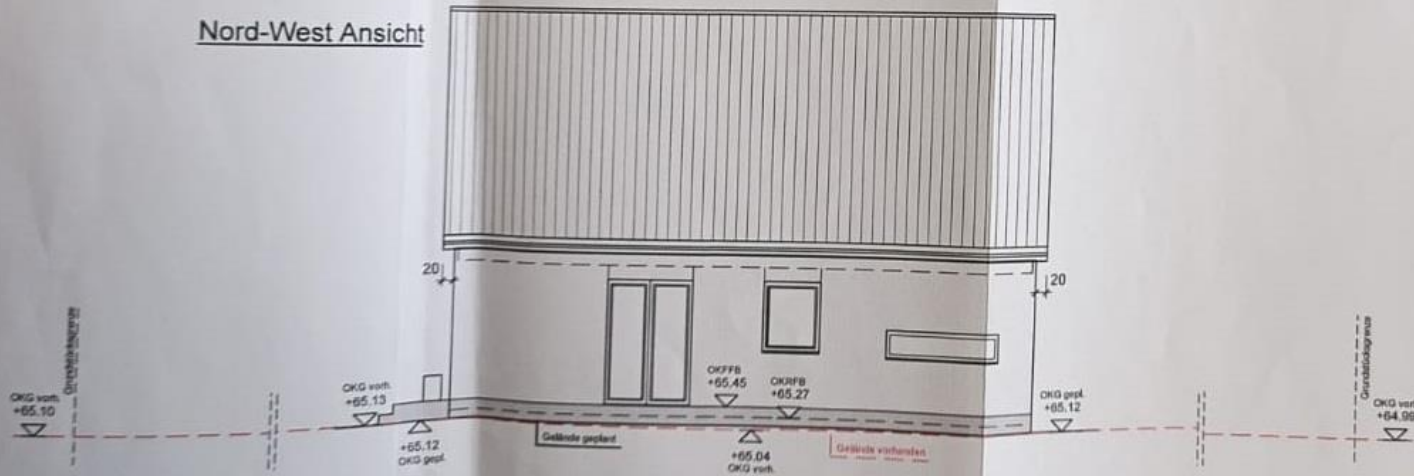 Nord-West Ansicht
20
20
Grundstücksgrenze
Grundstücksgrenze
OKG vorh.
+65.10
OKG vorh.
+65.13
+65.12
OKG gepl.
OKFFB
+65.45
OKRFB
+65.27
OKG gepl.
+65.12
OKG vorh.
+64.99
Gelände geplant
+65.04
OKG vorh.
Gelände vorhanden